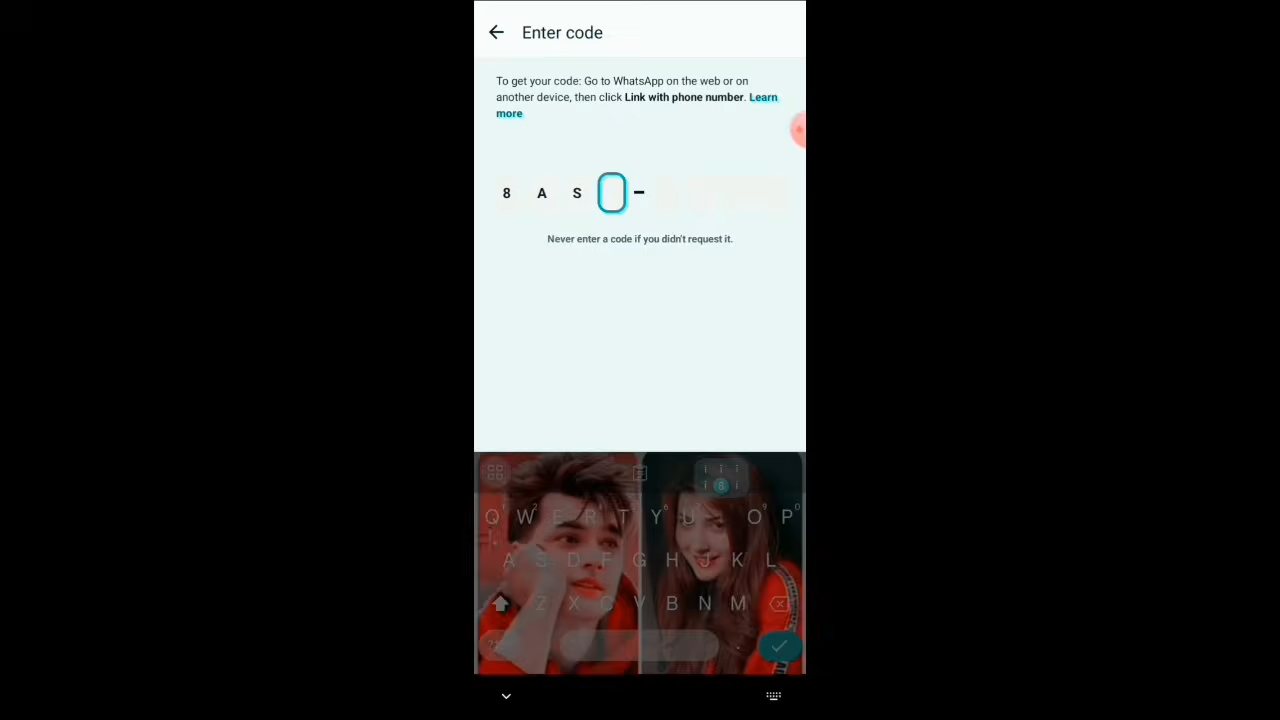 Enter code
To get your code: Go to WhatsApp on the web or on
another device, then click Link with phone number. Learn
more
8 A S –
Never enter a code if you didn't request it.
Q W E R T Y U O P
A S D F G H J K L
Z X C V B N M